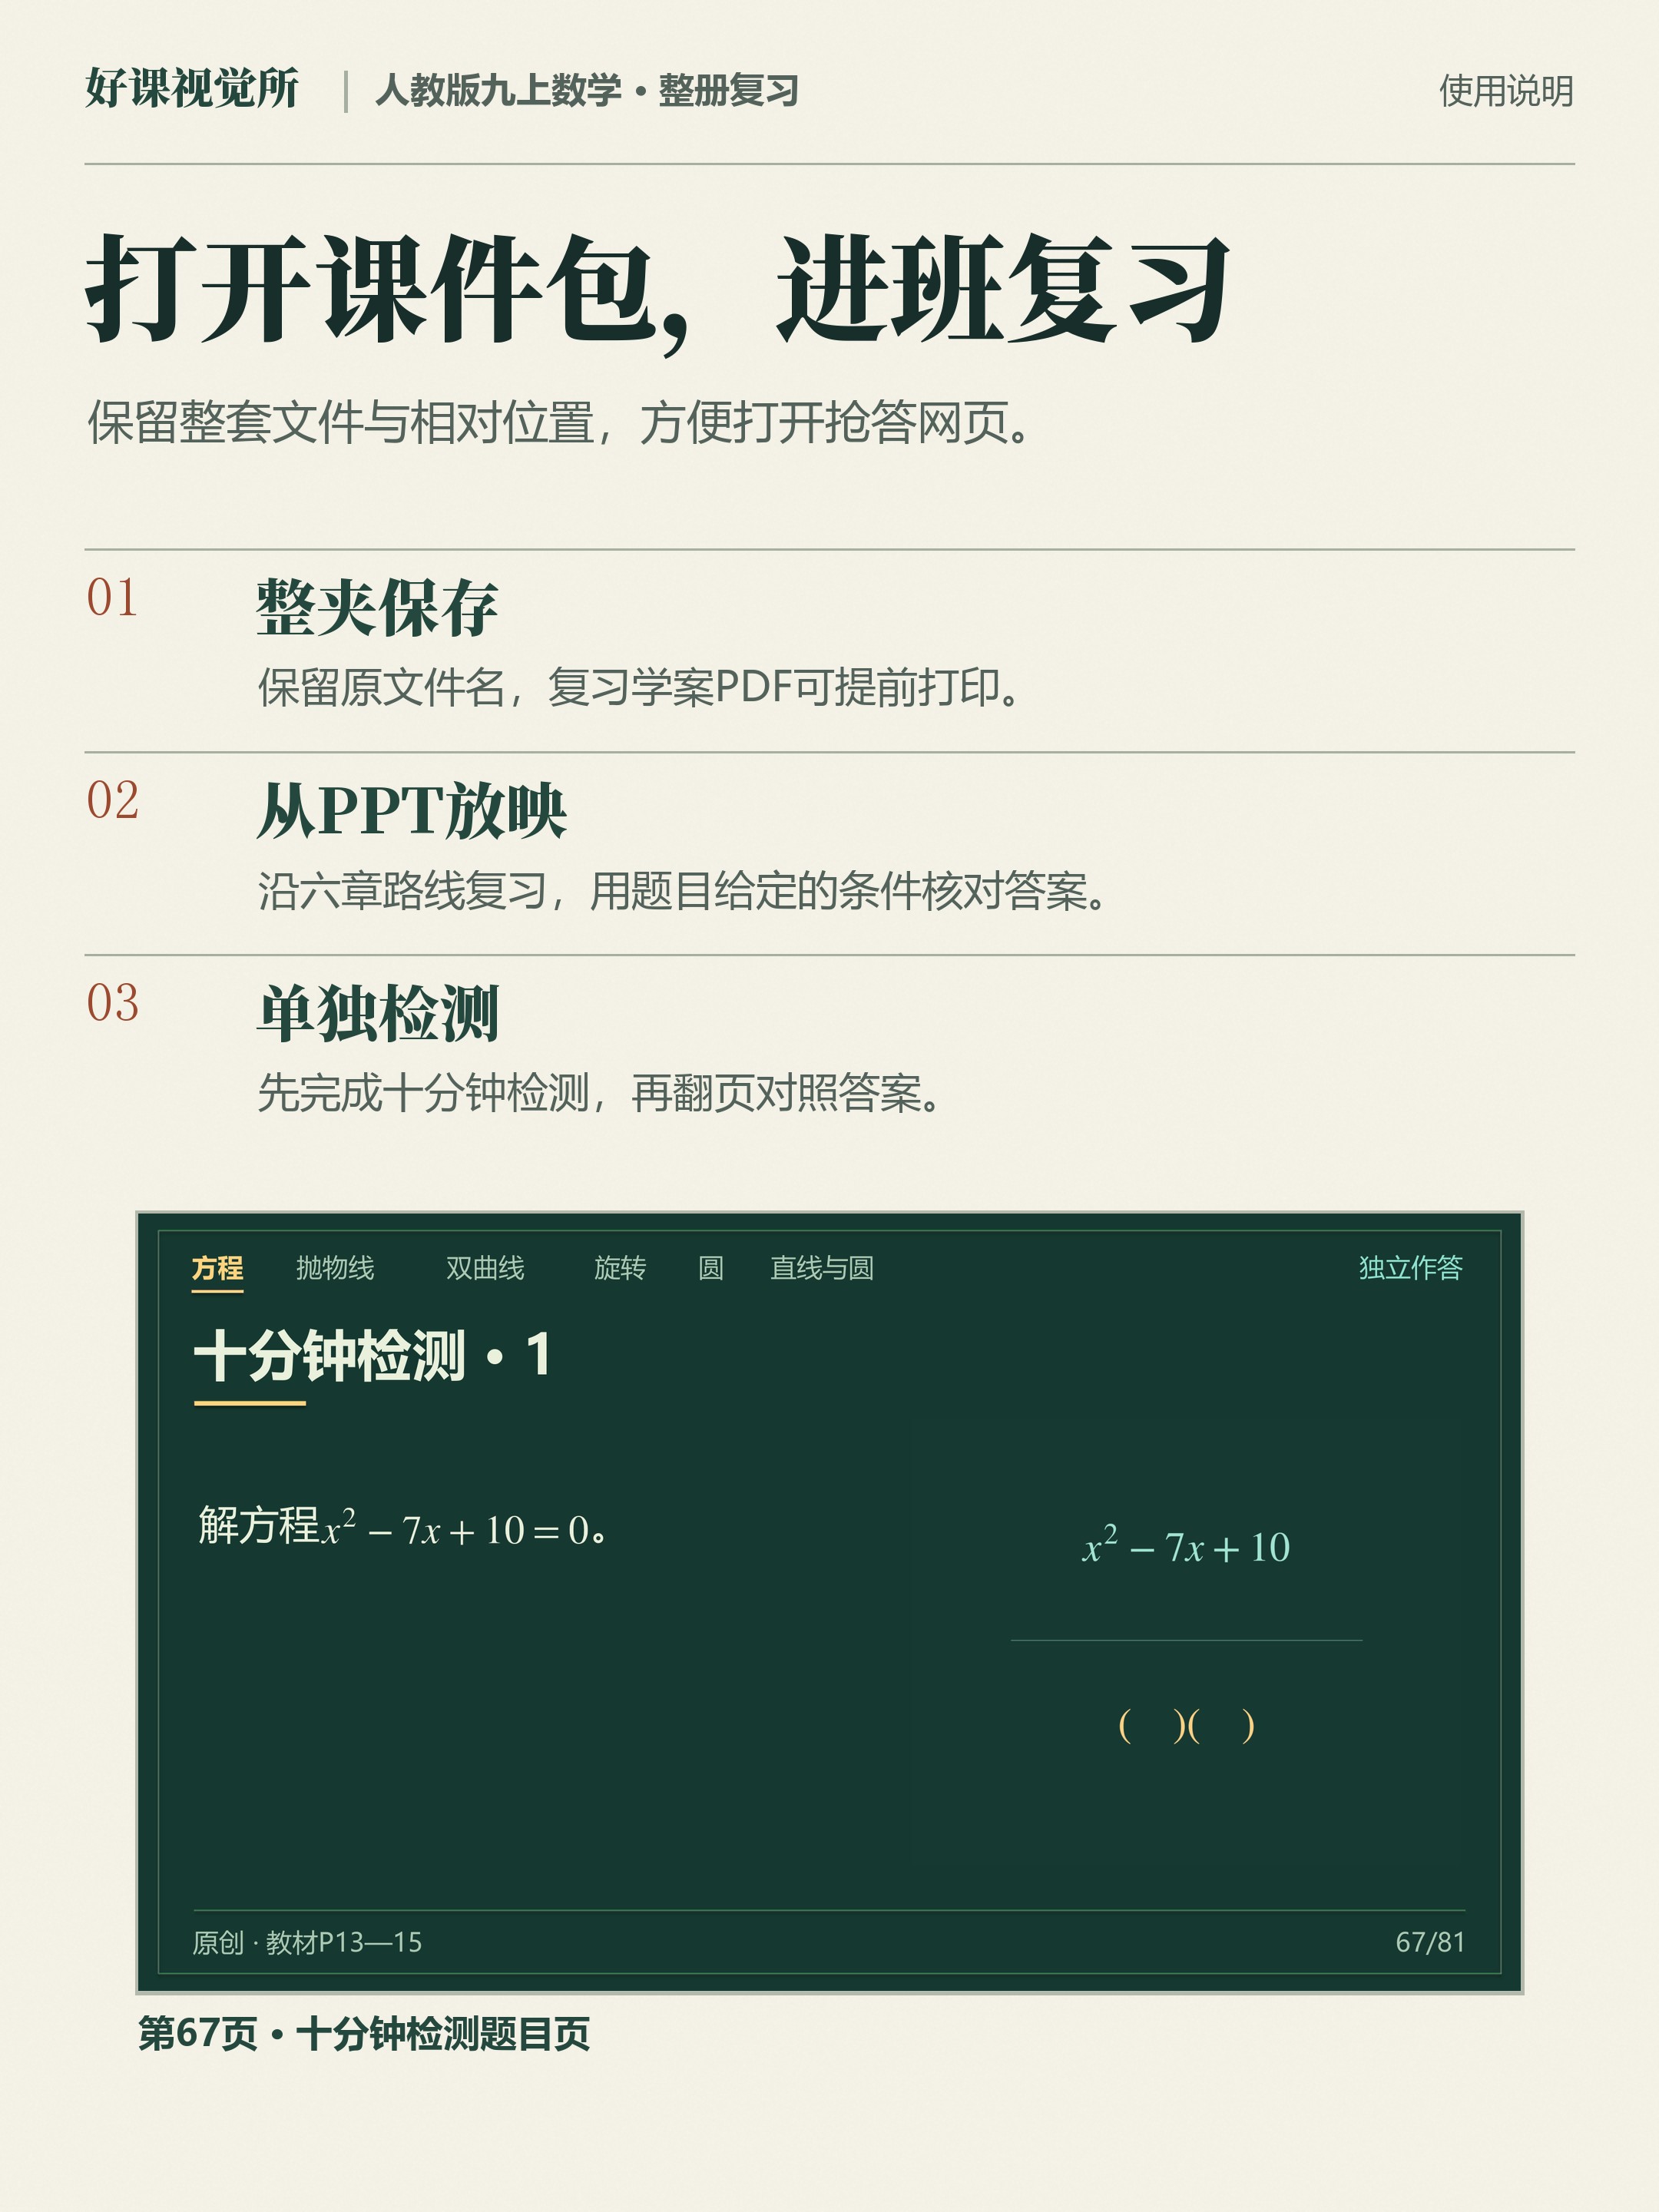 好课视觉所 | 人教版九上数学·整册复习
使用说明
打开课件包，进班复习
保留整套文件与相对位置，方便打开抢答网页。
01
整夹保存
保留原文件名，复习学案PDF可提前打印。
02
从PPT放映
沿六章路线复习，用题目给定的条件核对答案。
03
单独检测
先完成十分钟检测，再翻页对照答案。
方程 抛物线 双曲线 旋转 圆 直线与圆
独立作答
十分钟检测·1
解方程x² − 7x + 10 = 0。
x² − 7x + 10
( )( )
原创·教材P13—15
67/81
第67页·十分钟检测题目页